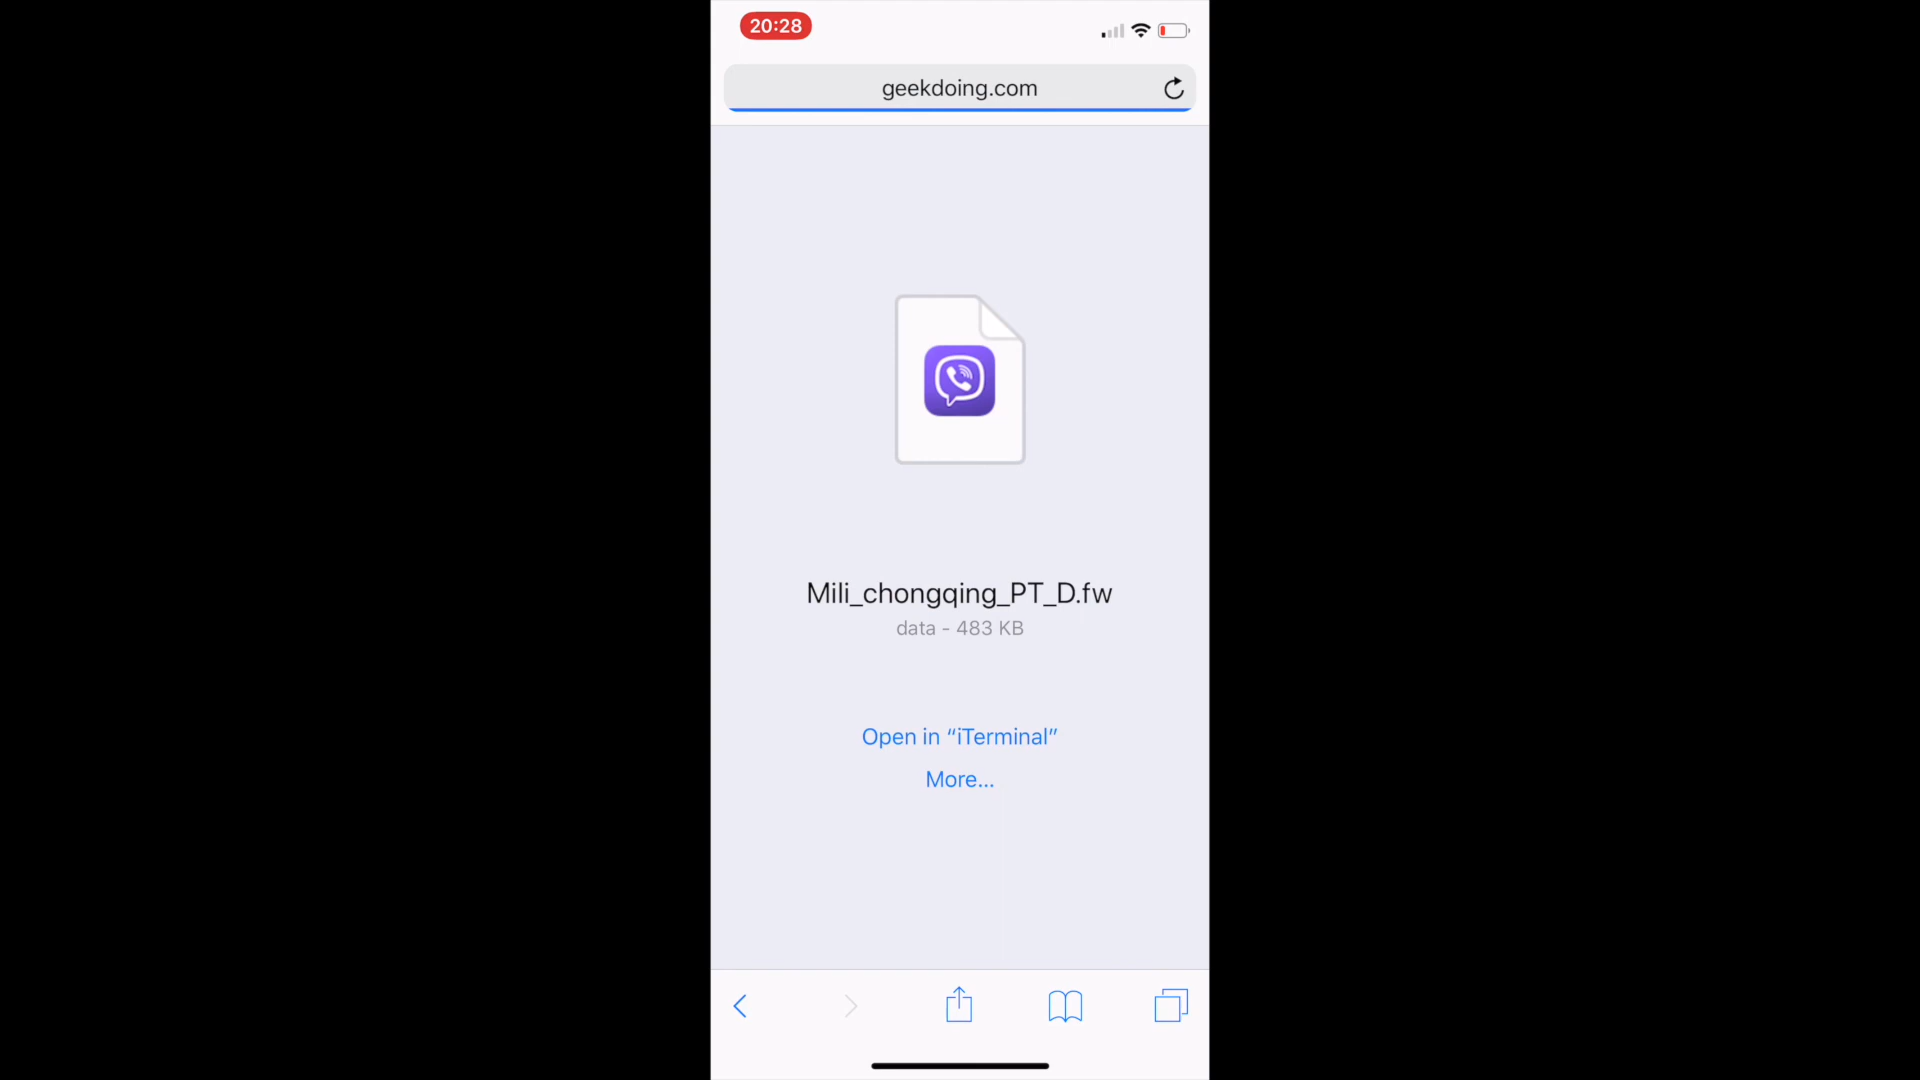 20:28
geekdoing.com
Mili_chongqing_PT_D.fw
data - 483 KB
Open in “iTerminal”
More...